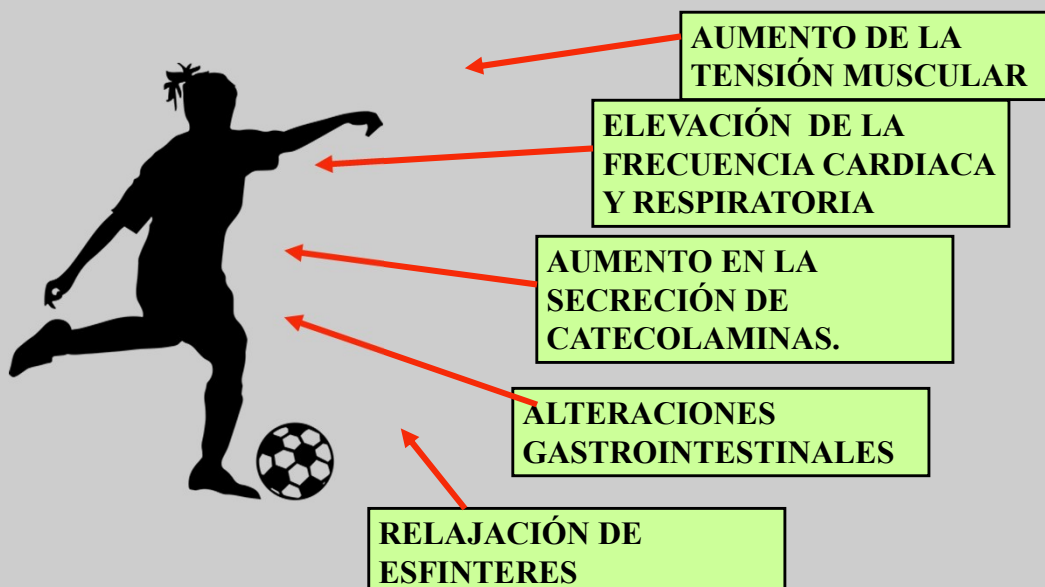 AUMENTO DE LA
TENSIÓN MUSCULAR
ELEVACIÓN DE LA
FRECUENCIA CARDIACA
Y RESPIRATORIA
AUMENTO EN LA
SECRECIÓN DE
CATECOLAMINAS.
ALTERACIONES
GASTROINTESTINALES
RELAJACIÓN DE
ESFINTERES